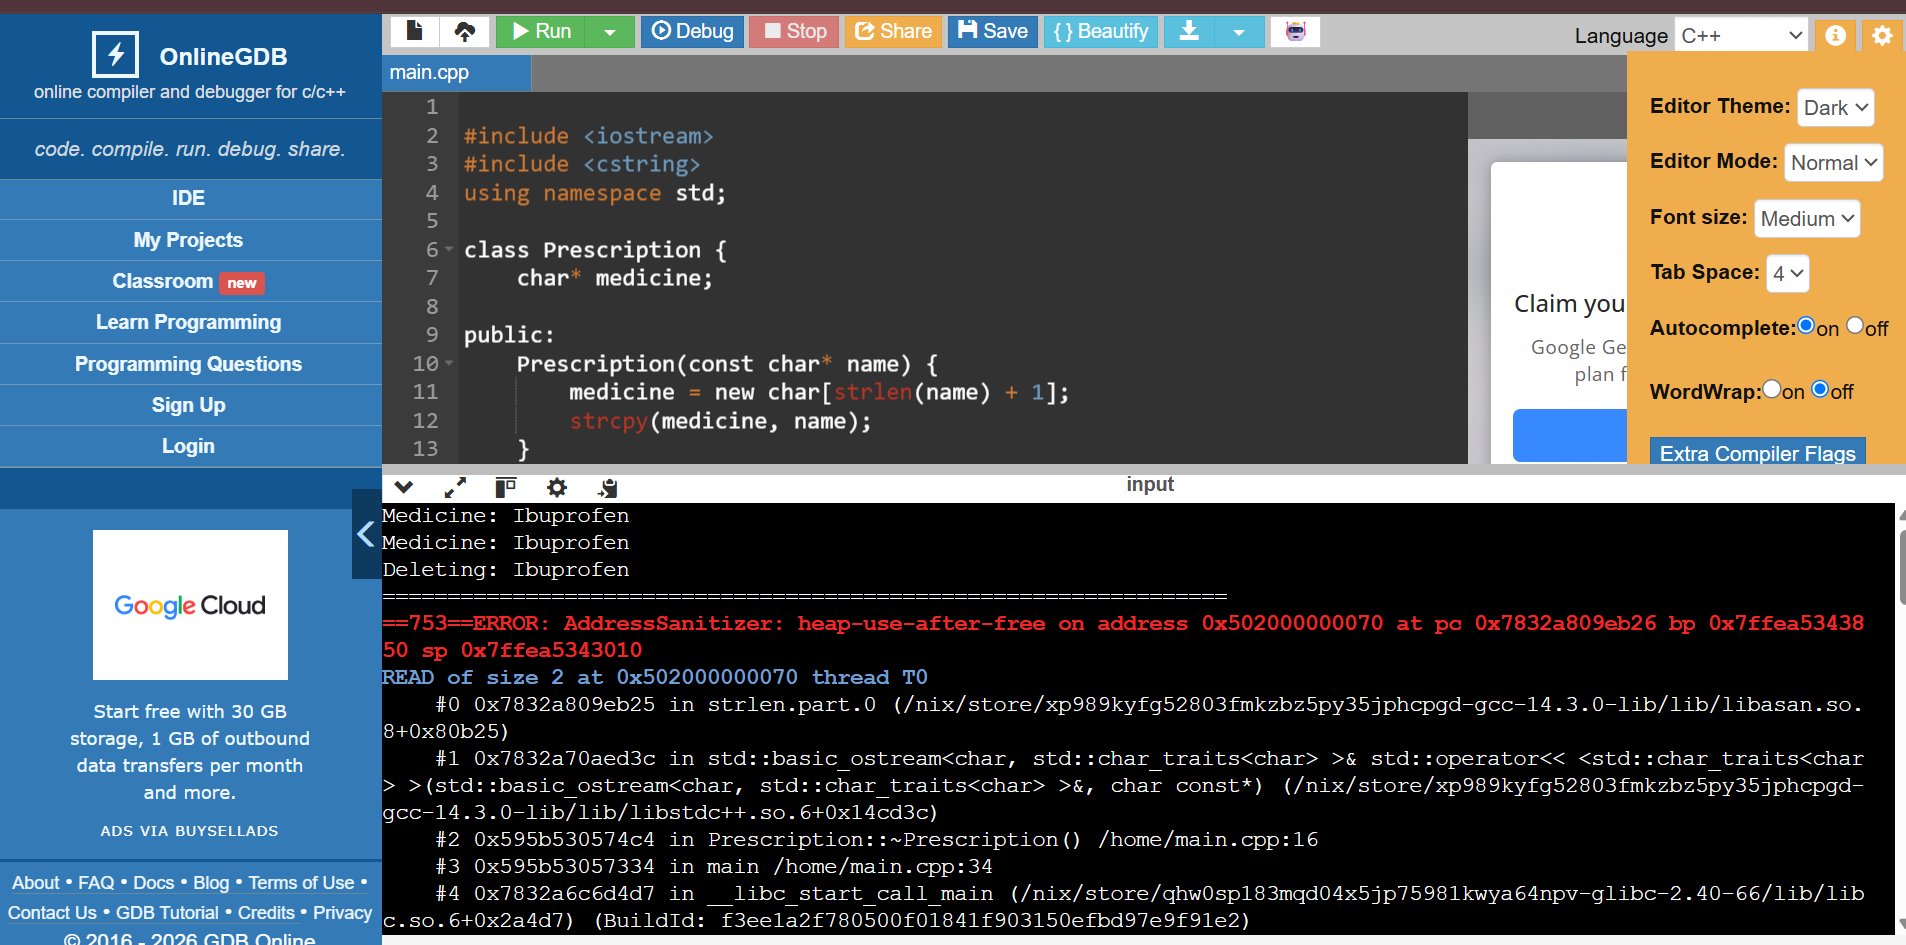 OnlineGDB
online compiler and debugger for c/c++
code. compile. run. debug. share.
IDE
My Projects
Classroom new
Learn Programming
Programming Questions
Sign Up
Login
Google Cloud
Start free with 30 GB
storage, 1 GB of outbound
data transfers per month
and more.
ADS VIA BUYSELLADS
About • FAQ • Docs • Blog • Terms of Use •
Contact Us • GDB Tutorial • Credits • Privacy
© 2016 - 2026 GDB Online
Run Debug Stop Share Save { } Beautify
Language C++
main.cpp
1
2 #include <iostream>
3 #include <cstring>
4 using namespace std;
5
6 class Prescription {
7 char* medicine;
8
9 public:
10 Prescription(const char* name) {
11 medicine = new char[strlen(name) + 1];
12 strcpy(medicine, name);
13 }
Claim you
Google Ge
plan f
Editor Theme: Dark
Editor Mode: Normal
Font size: Medium
Tab Space: 4
Autocomplete: on off
WordWrap: on off
Extra Compiler Flags
input
Medicine: Ibuprofen
Medicine: Ibuprofen
Deleting: Ibuprofen
=================================================================
==753==ERROR: AddressSanitizer: heap-use-after-free on address 0x502000000070 at pc 0x7832a809eb26 bp 0x7ffea53438
50 sp 0x7ffea5343010
READ of size 2 at 0x502000000070 thread T0
#0 0x7832a809eb25 in strlen.part.0 (/nix/store/xp989kyfg52803fmkzbz5py35jphcpgd-gcc-14.3.0-lib/lib/libasan.so.
8+0x80b25)
#1 0x7832a70aed3c in std::basic_ostream<char, std::char_traits<char> >& std::operator<< <std::char_traits<char
> >(std::basic_ostream<char, std::char_traits<char> >&, char const*) (/nix/store/xp989kyfg52803fmkzbz5py35jphcpgd-
gcc-14.3.0-lib/lib/libstdc++.so.6+0x14cd3c)
#2 0x595b530574c4 in Prescription::~Prescription() /home/main.cpp:16
#3 0x595b53057334 in main /home/main.cpp:34
#4 0x7832a6c6d4d7 in __libc_start_call_main (/nix/store/qhw0sp183mqd04x5jp75981kwya64npv-glibc-2.40-66/lib/lib
c.so.6+0x2a4d7) (BuildId: f3ee1a2f780500f01841f903150efbd97e9f91e2)